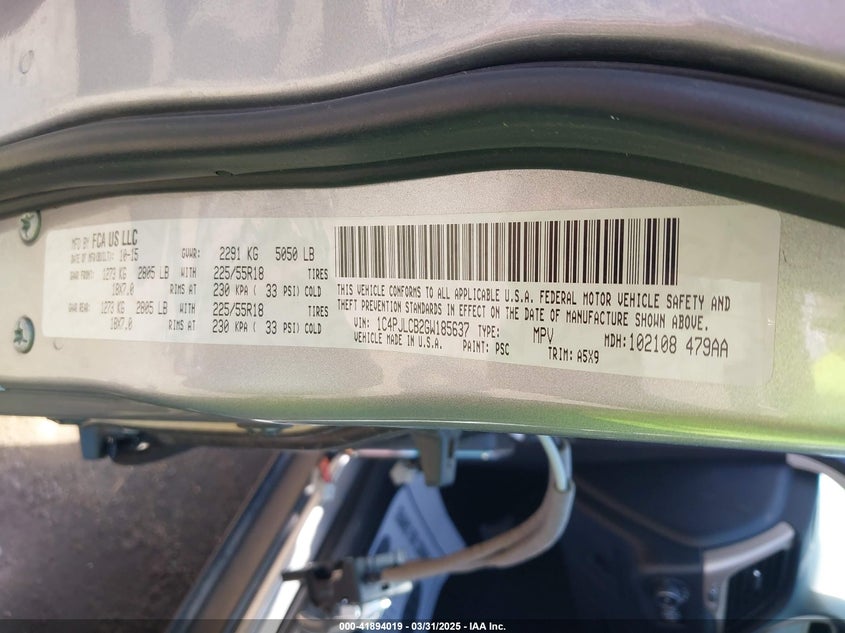 MFD BY FCA US LLC
DATE OF MFR/BUILT: 10-15 GVWR: 2291 KG 5050 LB
GAWR FRONT: 1273 KG 2805 LB WITH 225/55R18 TIRES
18X7.0 RIMS AT 230 KPA ( 33 PSI) COLD
GAWR REAR: 1273 KG 2805 LB WITH 225/55R18 TIRES
18X7.0 RIMS AT 230 KPA ( 33 PSI) COLD
THIS VEHICLE CONFORMS TO ALL APPLICABLE U.S.A. FEDERAL MOTOR VEHICLE SAFETY AND
THEFT PREVENTION STANDARDS IN EFFECT ON THE DATE OF MANUFACTURE SHOWN ABOVE.
VIN: 1C4PJLCB2GW185637 TYPE: MPV MDH: 102108 479AA
VEHICLE MADE IN U.S.A. PAINT: PSC TRIM: A5X9
000-41894019 - 03/31/2025 - IAA Inc.